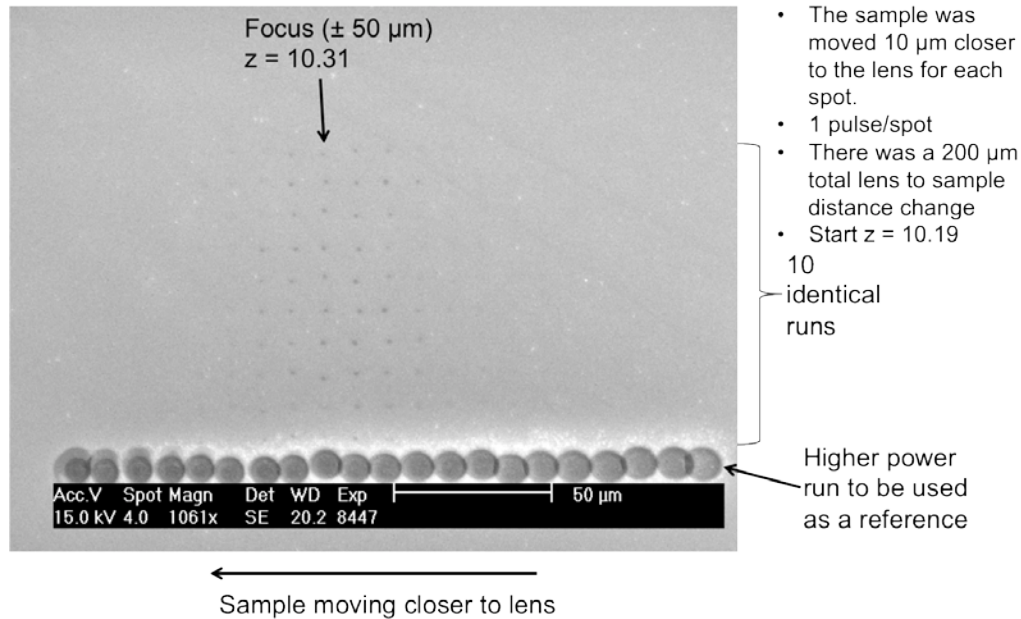 Focus (± 50 µm)
z = 10.31
• The sample was
moved 10 µm closer
to the lens for each
spot.
• 1 pulse/spot
• There was a 200 µm
total lens to sample
distance change
• Start z = 10.19
10
identical
runs
Higher power
run to be used
as a reference
Acc.V Spot Magn Det WD Exp 50 µm
15.0 kV 4.0 1061x SE 20.2 8447
Sample moving closer to lens